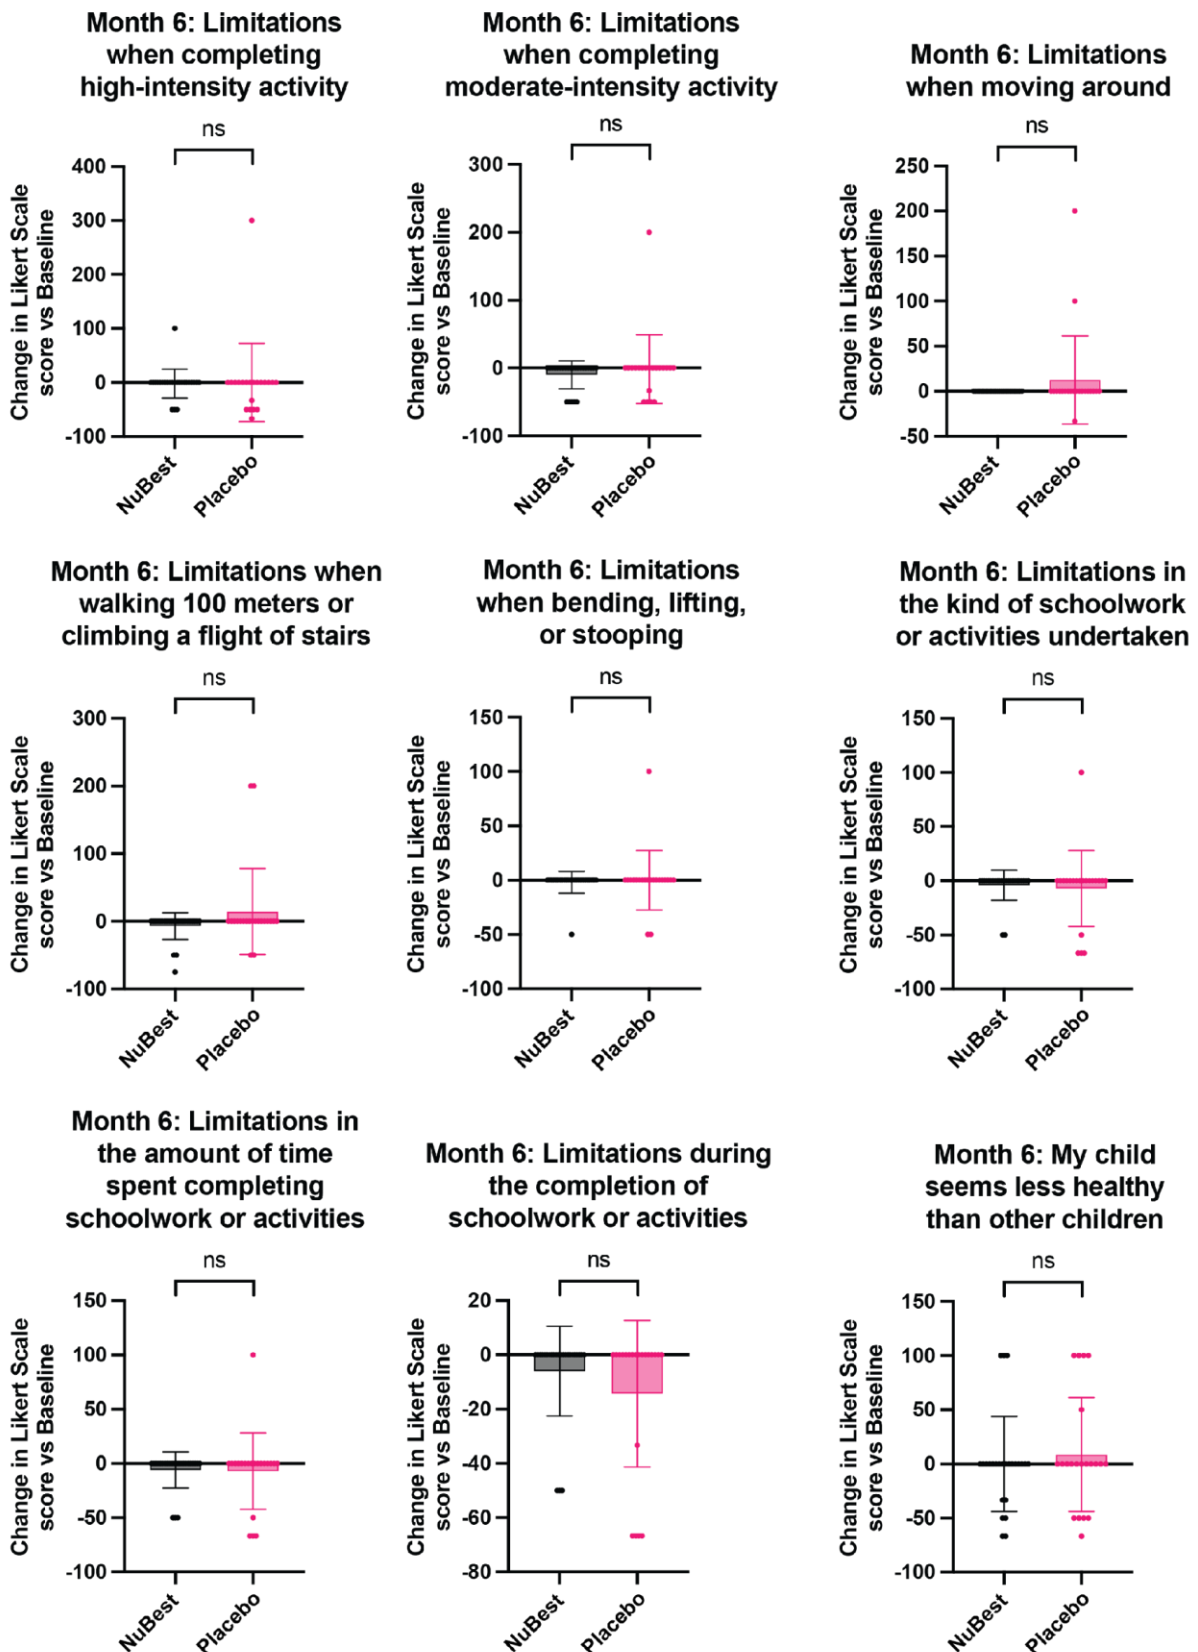 Month 6: Limitations
when completing
high-intensity activity
ns
Change in Likert Scale
score vs Baseline
400
300
200
100
0
-100
NuBest
Placebo
Month 6: Limitations
when completing
moderate-intensity activity
ns
Change in Likert Scale
score vs Baseline
300
200
100
0
-100
NuBest
Placebo
Month 6: Limitations
when moving around
ns
Change in Likert Scale
score vs Baseline
250
200
150
100
50
0
-50
NuBest
Placebo
Month 6: Limitations when
walking 100 meters or
climbing a flight of stairs
ns
Change in Likert Scale
score vs Baseline
300
200
100
0
-100
NuBest
Placebo
Month 6: Limitations
when bending, lifting,
or stooping
ns
Change in Likert Scale
score vs Baseline
150
100
50
0
-50
-100
NuBest
Placebo
Month 6: Limitations in
the kind of schoolwork
or activities undertaken
ns
Change in Likert Scale
score vs Baseline
150
100
50
0
-50
-100
NuBest
Placebo
Month 6: Limitations in
the amount of time
spent completing
schoolwork or activities
ns
Change in Likert Scale
score vs Baseline
150
100
50
0
-50
-100
NuBest
Placebo
Month 6: Limitations during
the completion of
schoolwork or activities
ns
Change in Likert Scale
score vs Baseline
20
0
-20
-40
-60
-80
NuBest
Placebo
Month 6: My child
seems less healthy
than other children
ns
Change in Likert Scale
score vs Baseline
150
100
50
0
-50
-100
NuBest
Placebo